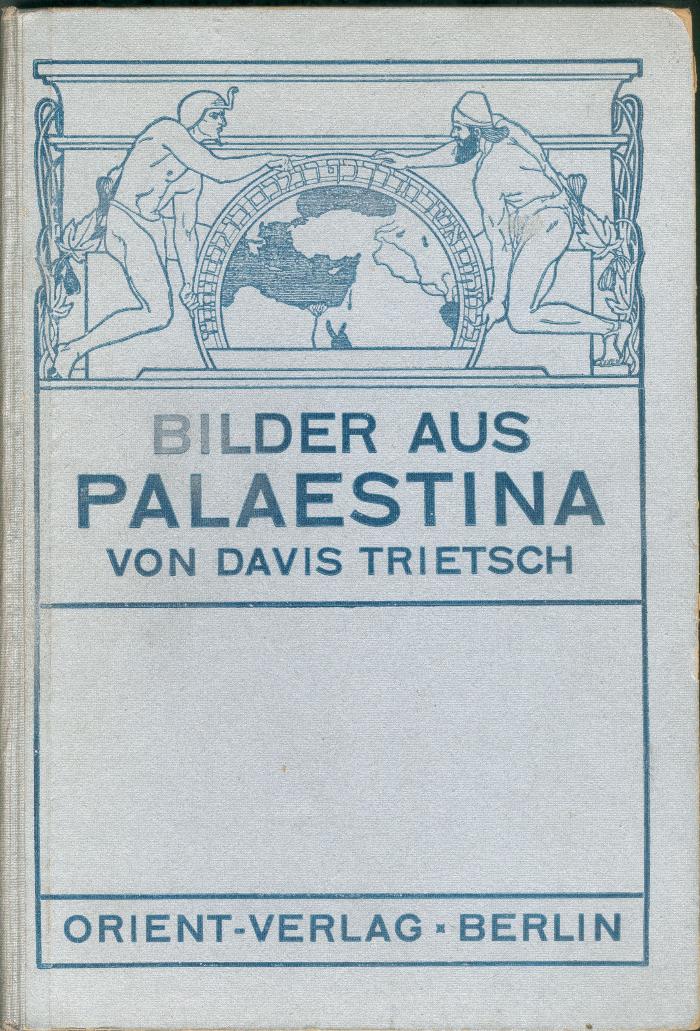 BILDER AUS
PALAESTINA
VON DAVIS TRIETSCH
ORIENT-VERLAG × BERLIN